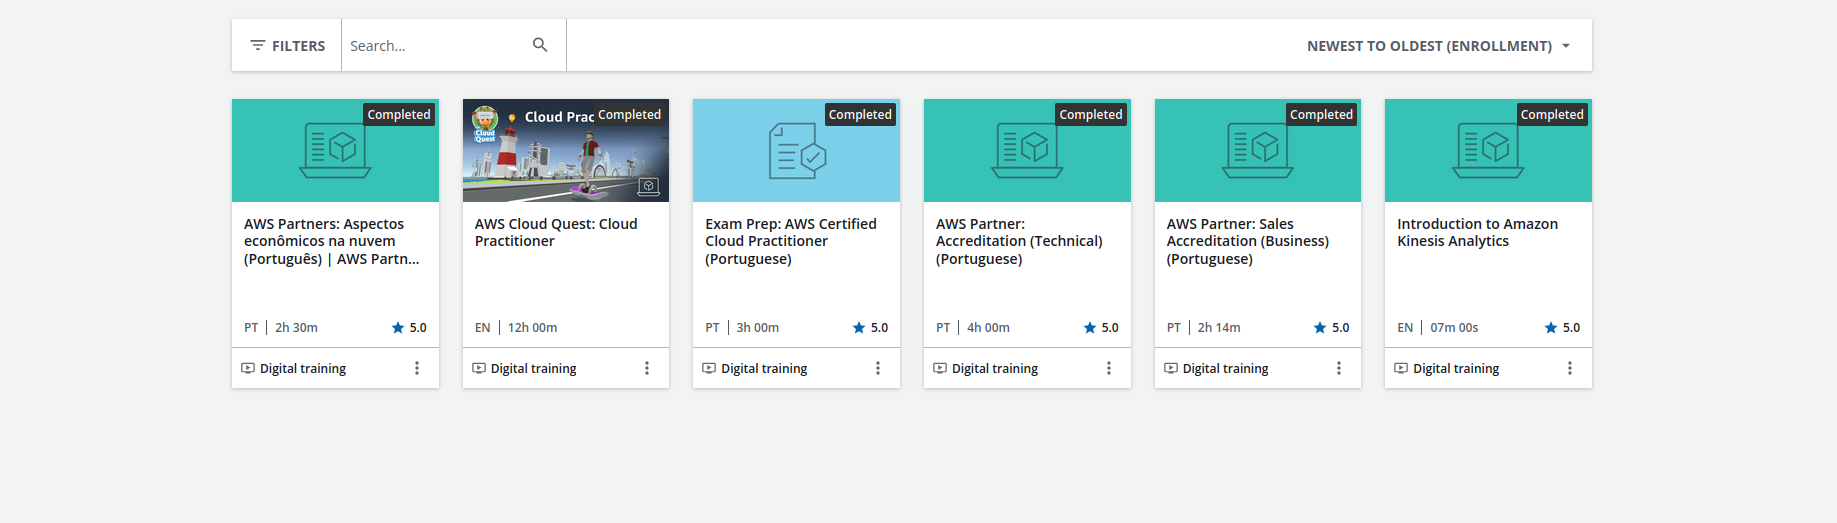 FILTERS
Search...
NEWEST TO OLDEST (ENROLLMENT)
Completed
AWS Partners: Aspectos
econômicos na nuvem
(Português) | AWS Partn...
PT | 2h 30m
5.0
Digital training
Cloud Quest
Cloud Prac
Completed
AWS Cloud Quest: Cloud
Practitioner
EN | 12h 00m
Digital training
Completed
Exam Prep: AWS Certified
Cloud Practitioner
(Portuguese)
PT | 3h 00m
5.0
Digital training
Completed
AWS Partner:
Accreditation (Technical)
(Portuguese)
PT | 4h 00m
5.0
Digital training
Completed
AWS Partner: Sales
Accreditation (Business)
(Portuguese)
PT | 2h 14m
5.0
Digital training
Completed
Introduction to Amazon
Kinesis Analytics
EN | 07m 00s
5.0
Digital training